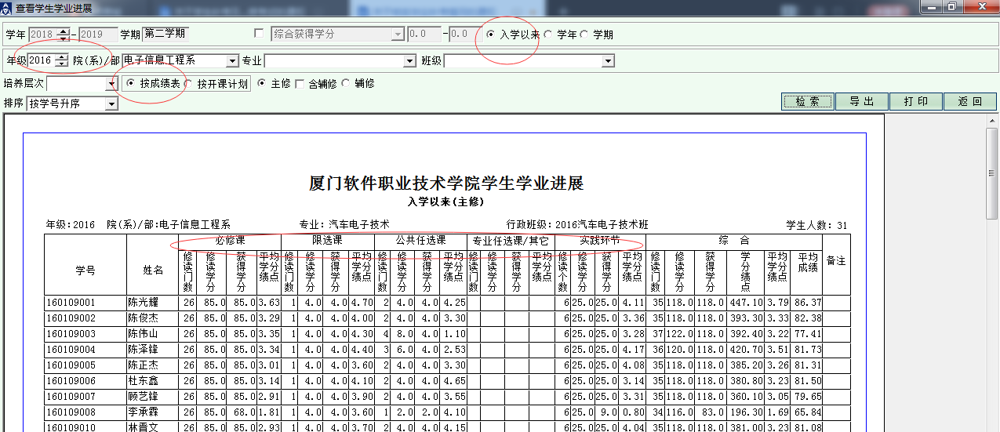 查看学生学业进展
学年 2018 - 2019 学期 第二学期 综合获得学分 0.0 - 0.0 入学以来 学年 学期
年级 2016 院(系)/部 电子信息工程系 专业 班级
培养层次 按成绩表 按开课计划 主修 含辅修 辅修
排序 按学号升序 检 索 导 出 打 印 返 回
厦门软件职业技术学院学生学业进展
入学以来(主修)
年级:2016 院(系)/部:电子信息工程系 专业: 汽车电子技术 行政班级: 2016汽车电子技术班 学生人数: 31
学号 姓名 必修课 限选课 公共任选课 专业任选课/其它 实践环节 综 合 备注
修读门数 修读学分 获得学分 平均学分绩点 修读门数 修读学分 获得学分 平均学分绩点 修读门数 修读学分 获得学分 平均学分绩点 修读门数 修读学分 获得学分 平均学分绩点 修读个数 修读学分 获得学分 平均学分绩点 修读门数 修读学分 获得学分 学分绩点 平均学分绩点 平均成绩
160109001 陈光耀 26 85.0 85.0 3.63 1 4.0 4.0 4.70 2 4.0 4.0 4.25 6 25.0 25.0 4.11 35 118.0 118.0 447.10 3.79 86.37
160109002 陈俊杰 26 85.0 85.0 3.29 1 4.0 4.0 4.00 2 4.0 4.0 3.30 6 25.0 25.0 3.36 35 118.0 118.0 393.30 3.33 82.38
160109003 陈伟山 26 85.0 85.0 3.35 1 4.0 4.0 4.30 4 8.0 4.0 1.10 6 25.0 25.0 3.28 37 122.0 118.0 392.40 3.22 77.41
160109004 陈泽锋 26 85.0 85.0 3.34 1 4.0 4.0 4.40 3 6.0 4.0 2.53 6 25.0 25.0 4.17 36 120.0 118.0 420.70 3.51 81.73
160109005 陈正杰 26 85.0 85.0 3.01 1 4.0 4.0 3.60 2 4.0 4.0 3.30 6 25.0 25.0 4.08 35 118.0 118.0 385.20 3.26 81.31
160109006 杜东鑫 26 85.0 85.0 3.14 1 4.0 4.0 4.10 2 4.0 4.0 4.65 6 25.0 25.0 3.14 35 118.0 118.0 380.80 3.23 81.50
160109007 顾艺锋 26 85.0 85.0 2.91 1 4.0 4.0 3.90 2 4.0 4.0 3.55 6 25.0 25.0 3.31 35 118.0 118.0 360.10 3.05 79.65
160109008 李承霖 26 85.0 68.0 1.81 1 4.0 4.0 3.60 1 2.0 2.0 4.10 6 25.0 9.0 0.80 34 116.0 83.0 196.30 1.69 65.84
160109010 林晋文 26 85.0 85.0 2.93 1 4.0 4.0 3.70 2 4.0 4.0 4.15 6 25.0 25.0 4.04 35 118.0 118.0 381.00 3.23 81.08